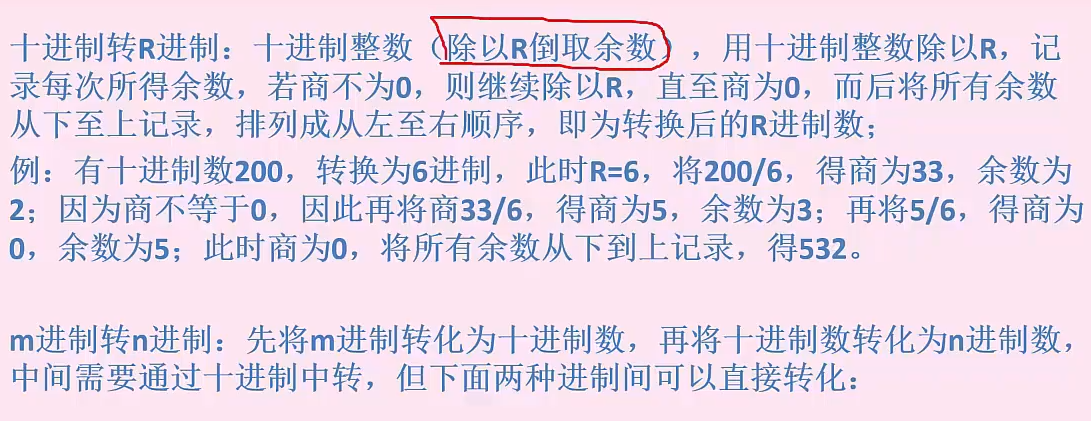 十进制转R进制：十进制整数（除以R倒取余数），用十进制整数除以R，记
录每次所得余数，若商不为0，则继续除以R，直至商为0，而后将所有余数
从下至上记录，排列成从左至右顺序，即为转换后的R进制数；
例：有十进制数200，转换为6进制，此时R=6，将200/6，得商为33，余数为
2；因为商不等于0，因此再将商33/6，得商为5，余数为3；再将5/6，得商为
0，余数为5；此时商为0，将所有余数从下到上记录，得532。
m进制转n进制：先将m进制转化为十进制数，再将十进制数转化为n进制数，
中间需要通过十进制中转，但下面两种进制间可以直接转化：